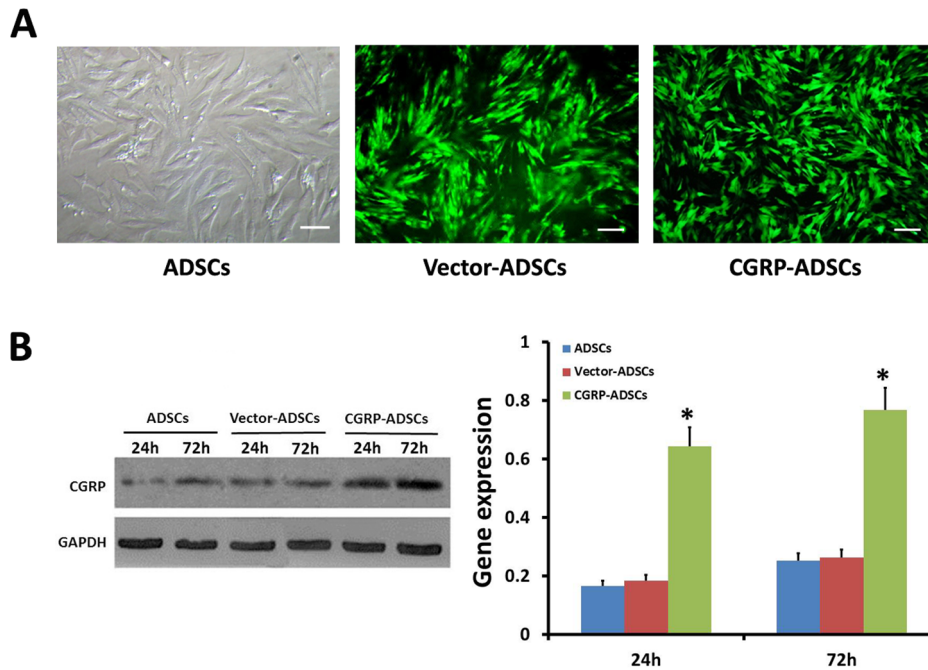 A
ADSCs
Vector-ADSCs
CGRP-ADSCs
B
ADSCs Vector-ADSCs CGRP-ADSCs
24h 72h 24h 72h 24h 72h
CGRP
GAPDH
Gene expression
1
0.8
0.6
0.4
0.2
0
ADSCs
Vector-ADSCs
CGRP-ADSCs
*
*
24h 72h